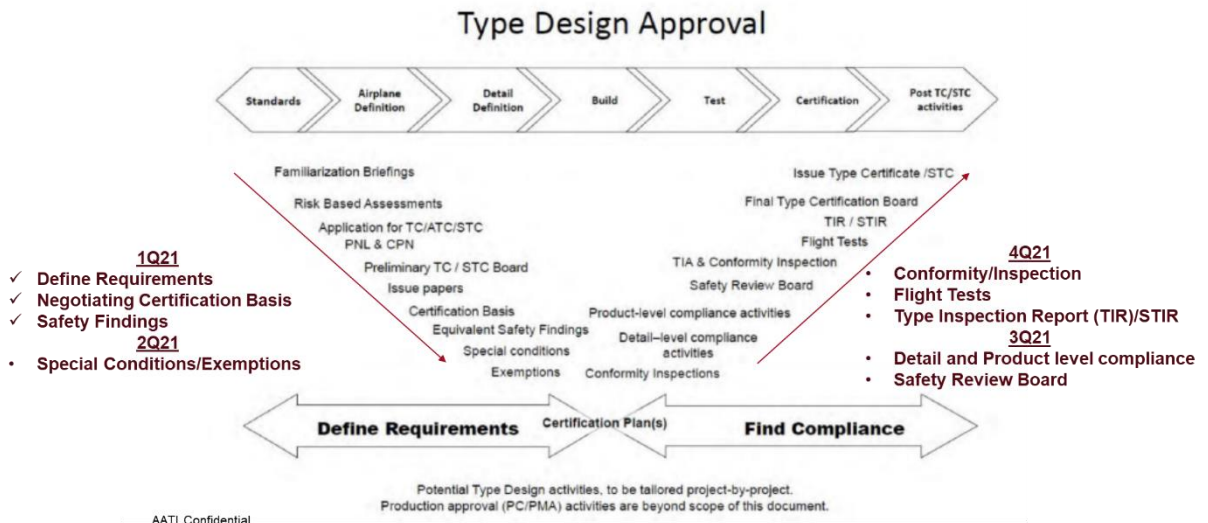 Type Design Approval
Standards
Airplane
Definition
Detail
Definition
Build
Test
Certification
Post TC/STC
activities
Familiarization Briefings
Risk Based Assessments
Application for TC/ATC/STC
PNL & CPN
Preliminary TC / STC Board
Issue papers
Certification Basis
Equivalent Safety Findings
Special conditions
Exemptions
Issue Type Certificate /STC
Final Type Certification Board
TIR / STIR
Flight Tests
TIA & Conformity Inspection
Safety Review Board
Product-level compliance activities
Detail–level compliance
activities
Conformity Inspections
1Q21
✓ Define Requirements
✓ Negotiating Certification Basis
✓ Safety Findings
2Q21
• Special Conditions/Exemptions
4Q21
• Conformity/Inspection
• Flight Tests
• Type Inspection Report (TIR)/STIR
3Q21
• Detail and Product level compliance
• Safety Review Board
Define Requirements
Certification Plan(s)
Find Compliance
Potential Type Design activities, to be tailored project-by-project.
Production approval (PC/PMA) activities are beyond scope of this document.
AATI Confidential